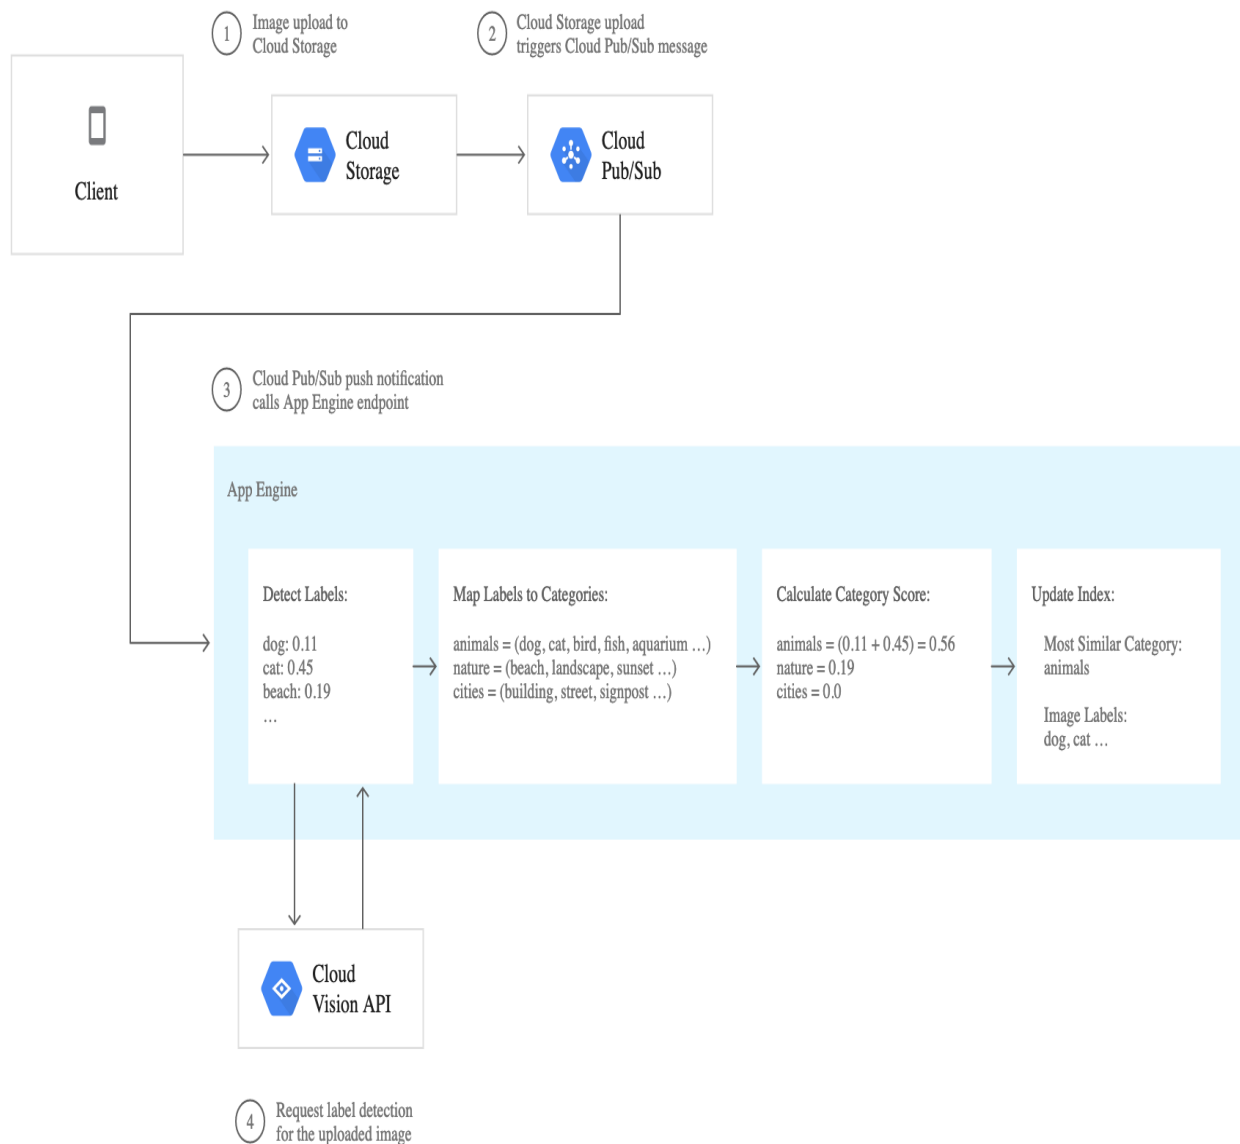 1
Image upload to
Cloud Storage
2
Cloud Storage upload
triggers Cloud Pub/Sub message
Client
Cloud
Storage
Cloud
Pub/Sub
3
Cloud Pub/Sub push notification
calls App Engine endpoint
App Engine
Detect Labels:
dog: 0.11
cat: 0.45
beach: 0.19
...
Map Labels to Categories:
animals = (dog, cat, bird, fish, aquarium ...)
nature = (beach, landscape, sunset ...)
cities = (building, street, signpost ...)
Calculate Category Score:
animals = (0.11 + 0.45) = 0.56
nature = 0.19
cities = 0.0
Update Index:
Most Similar Category:
animals
Image Labels:
dog, cat ...
Cloud
Vision API
4
Request label detection
for the uploaded image